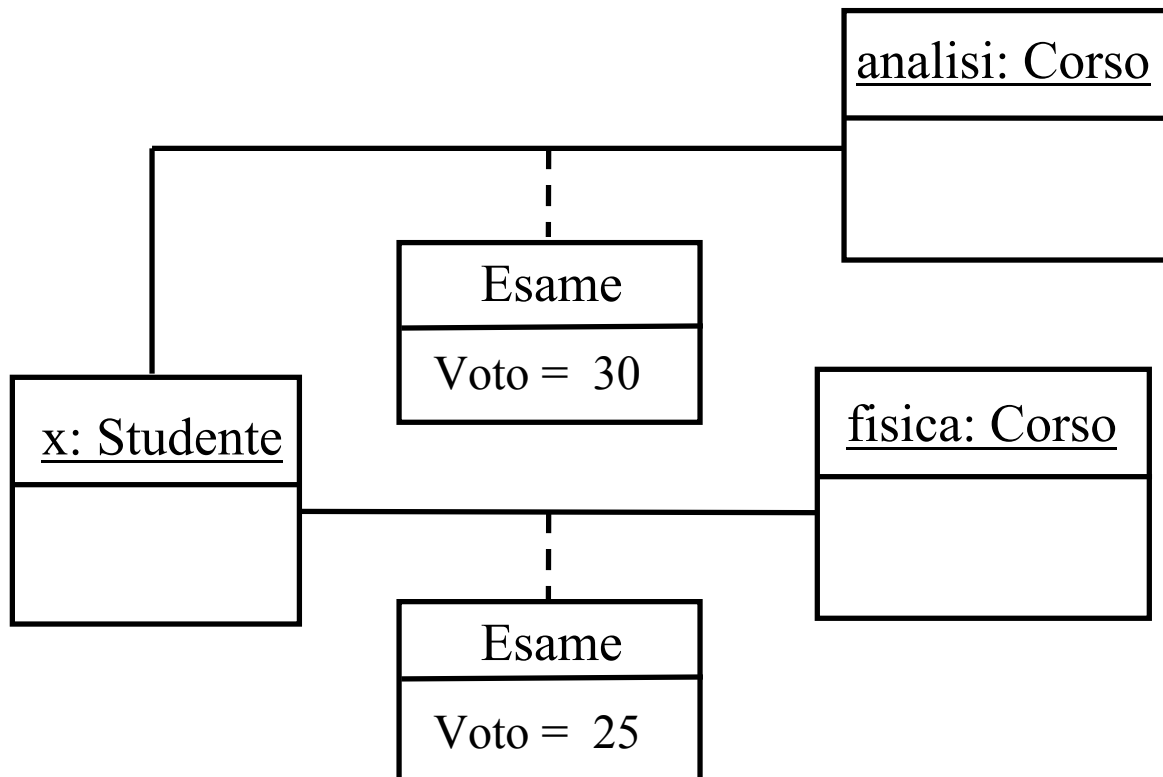 analisi: Corso
Esame
Voto = 30
x: Studente
fisica: Corso
Esame
Voto = 25